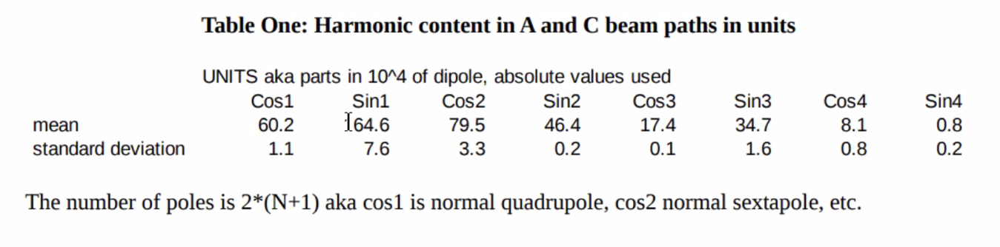 Table One: Harmonic content in A and C beam paths in units
UNITS aka parts in 10^4 of dipole, absolute values used
Cos1 Sin1 Cos2 Sin2 Cos3 Sin3 Cos4 Sin4
mean 60.2 79.5 46.4 17.4 34.7 8.1 0.8
standard deviation 1.1 7.6 3.3 0.2 0.1 1.6 0.8 0.2
The number of poles is 2*(N+1) aka cos1 is normal quadrupole, cos2 normal sextapole, etc.